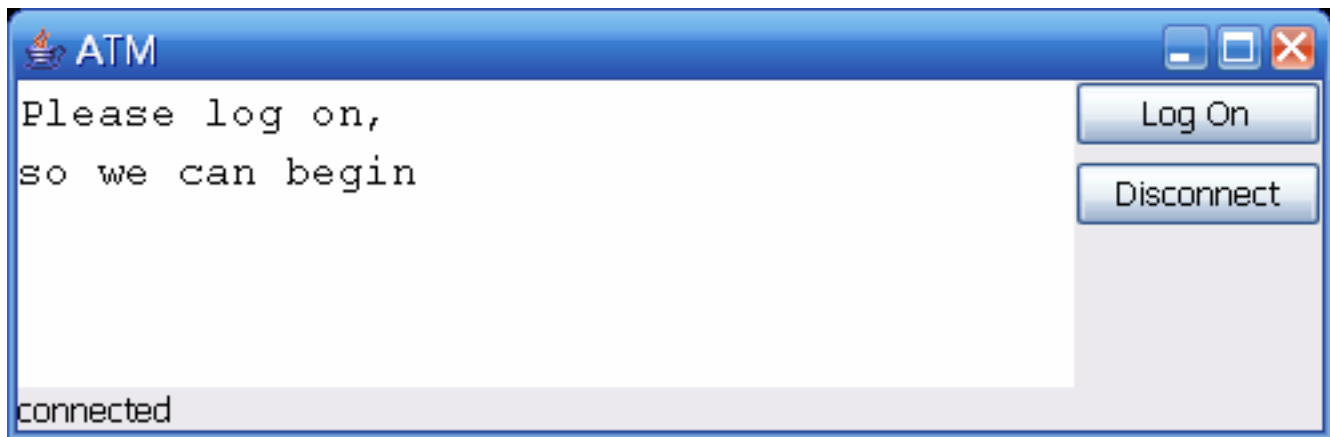 ATM
Please log on,
so we can begin
Log On
Disconnect
connected